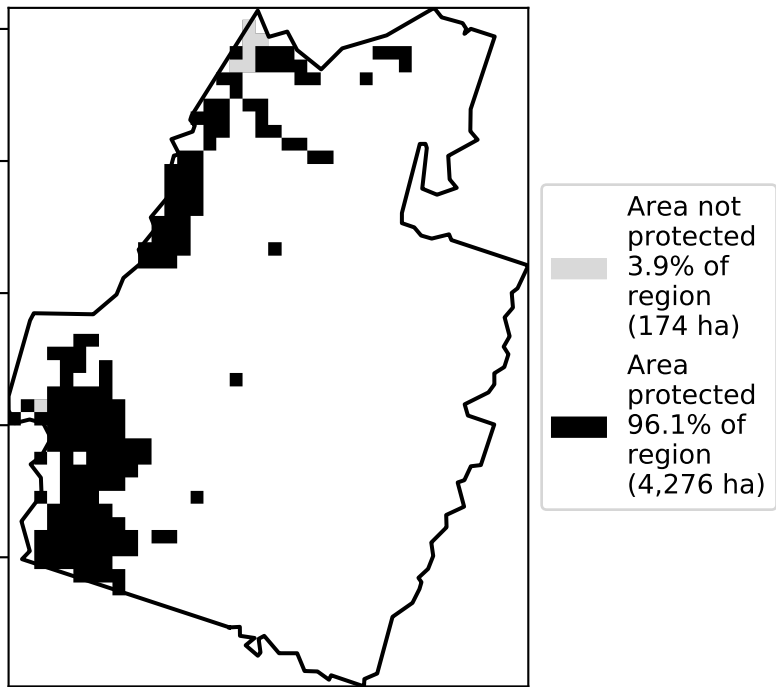 Area not
protected
3.9% of
region
(174 ha)
Area
protected
96.1% of
region
(4,276 ha)